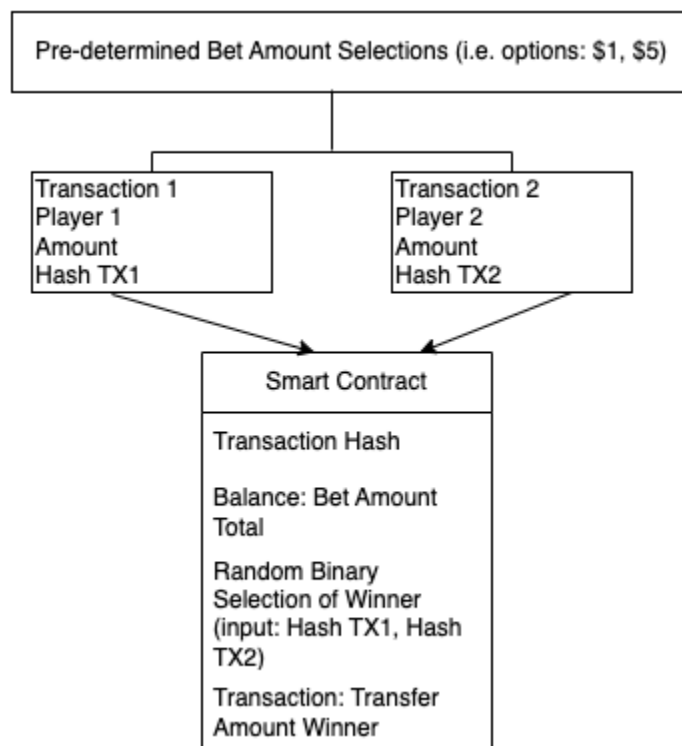 Pre-determined Bet Amount Selections (i.e. options: $1, $5)
Transaction 1
Player 1
Amount
Hash TX1
Transaction 2
Player 2
Amount
Hash TX2
Smart Contract
Transaction Hash
Balance: Bet Amount
Total
Random Binary
Selection of Winner
(input: Hash TX1, Hash
TX2)
Transaction: Transfer
Amount Winner